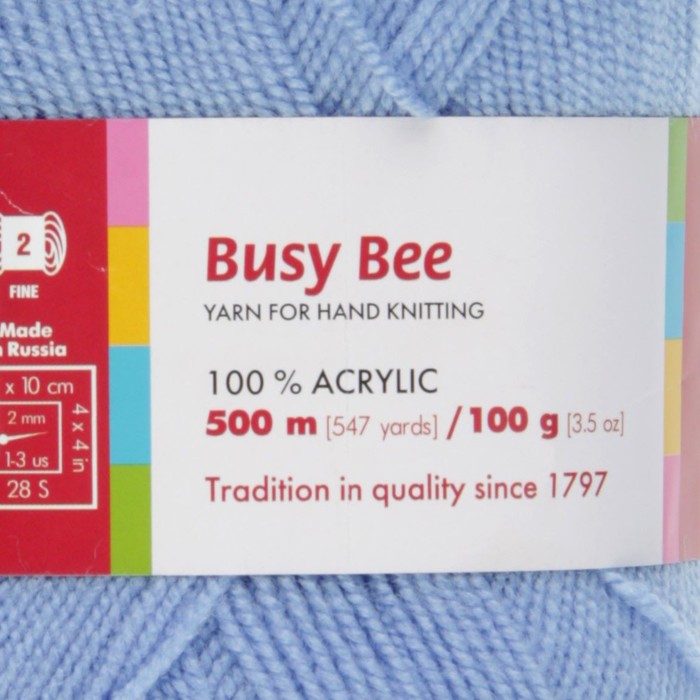 2
FINE
Made
Russia
x 10 cm
2 mm
1-3 us
4 x 4 in
28 S
Busy Bee
YARN FOR HAND KNITTING
100 % ACRYLIC
500 m [547 yards] / 100 g [3.5 oz]
Tradition in quality since 1797